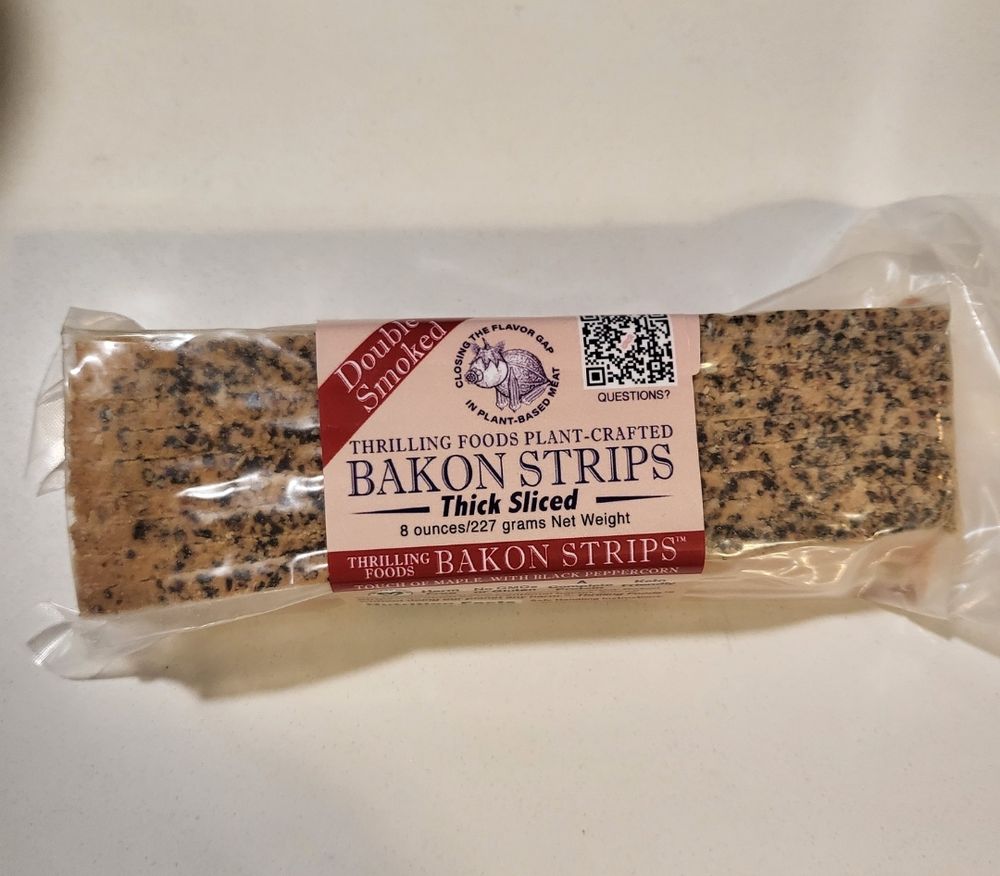 Double
Smoked
CLOSING THE FLAVOR GAP
IN PLANT-BASED MEAT
QUESTIONS?
THRILLING FOODS PLANT-CRAFTED
BAKON STRIPS
Thick Sliced
8 ounces/227 grams Net Weight
THRILLING
FOODS
BAKON STRIPS™
TOUCH OF MAPLE WITH BLACK PEPPERCORN